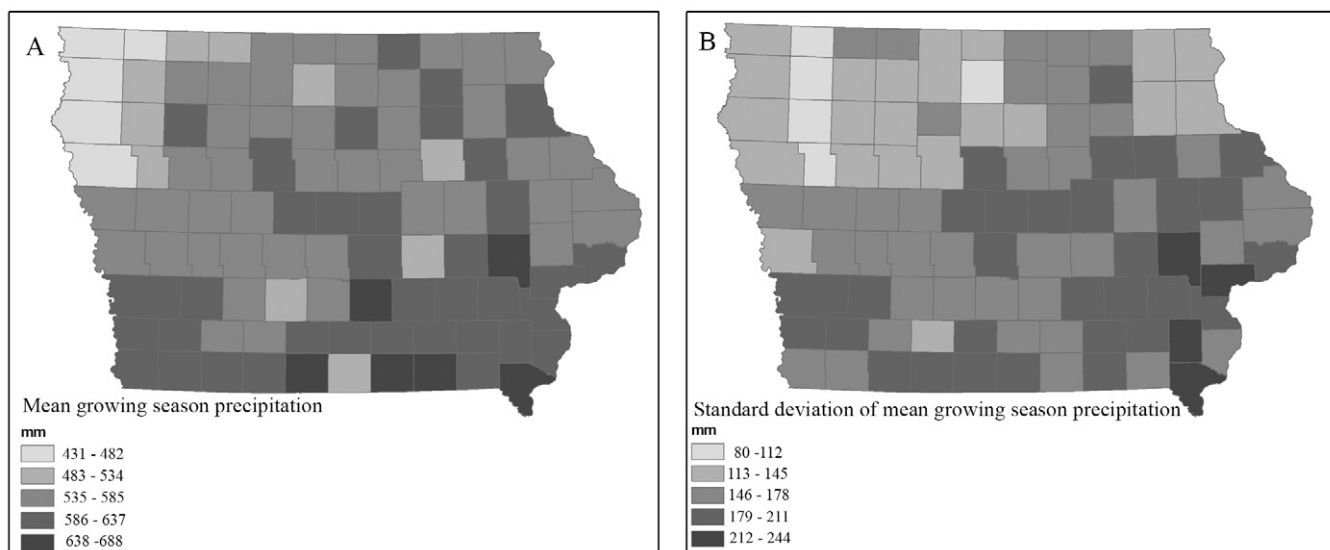 A
Mean growing season precipitation
mm
431 - 482
483 - 534
535 - 585
586 - 637
638 - 688
B
Standard deviation of mean growing season precipitation
mm
80 -112
113 - 145
146 - 178
179 - 211
212 - 244